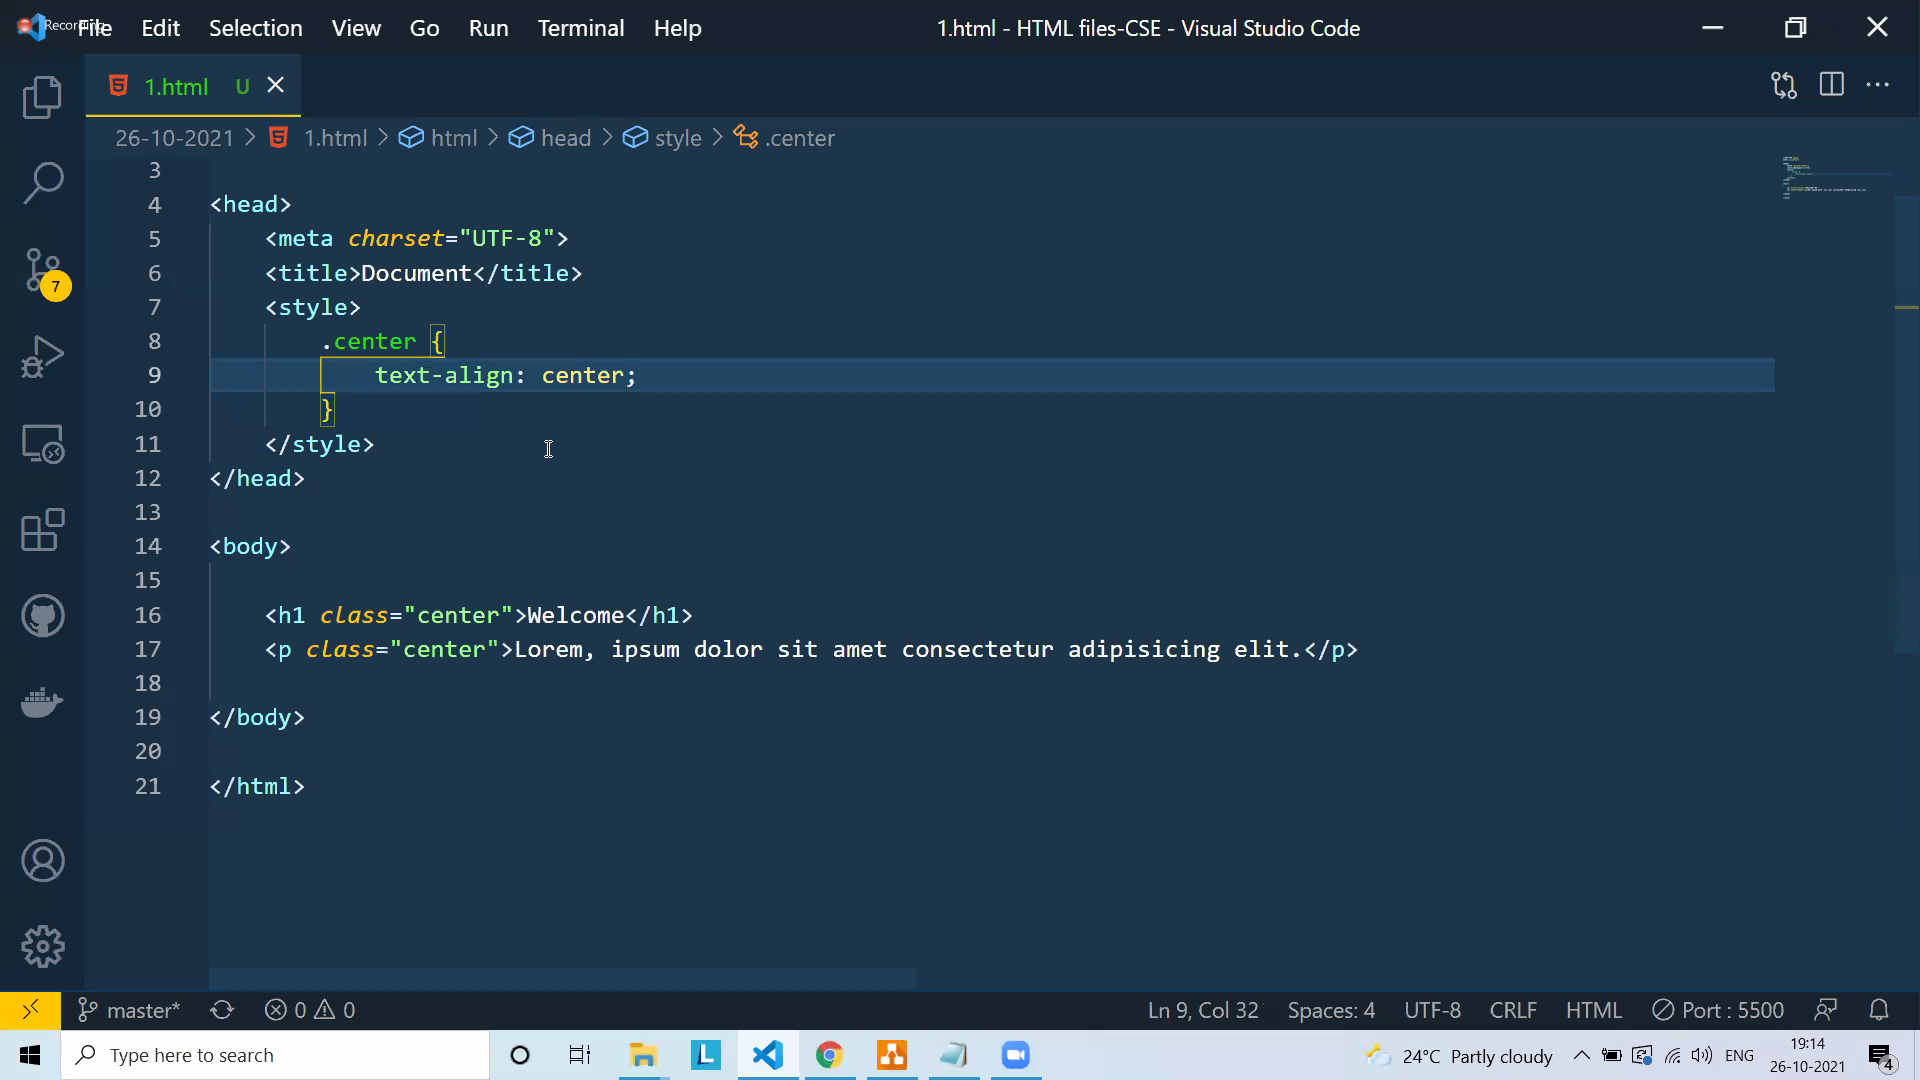 Recording
File Edit Selection View Go Run Terminal Help 1.html - HTML files-CSE - Visual Studio Code
1.html U
26-10-2021 > 1.html > html > head > style > .center
3
4 <head>
5 <meta charset="UTF-8">
6 <title>Document</title>
7 <style>
8 .center {
9 text-align: center;
10 }
11 </style>
12 </head>
13
14 <body>
15
16 <h1 class="center">Welcome</h1>
17 <p class="center">Lorem, ipsum dolor sit amet consectetur adipisicing elit.</p>
18
19 </body>
20
21 </html>
7
master* 0 0 Ln 9, Col 32 Spaces: 4 UTF-8 CRLF HTML Port : 5500
Type here to search L 24°C Partly cloudy ENG 19:14
26-10-2021 4